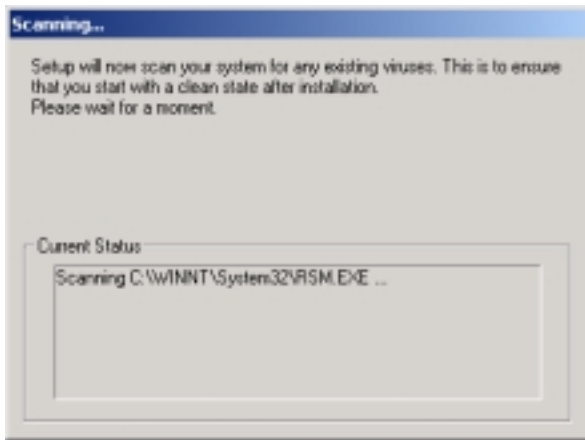 Scanning...
Setup will now scan your system for any existing viruses. This is to ensure
that you start with a clean state after installation.
Please wait for a moment.
Current Status
Scanning C:\WINNT\System32\RSM.EXE ...